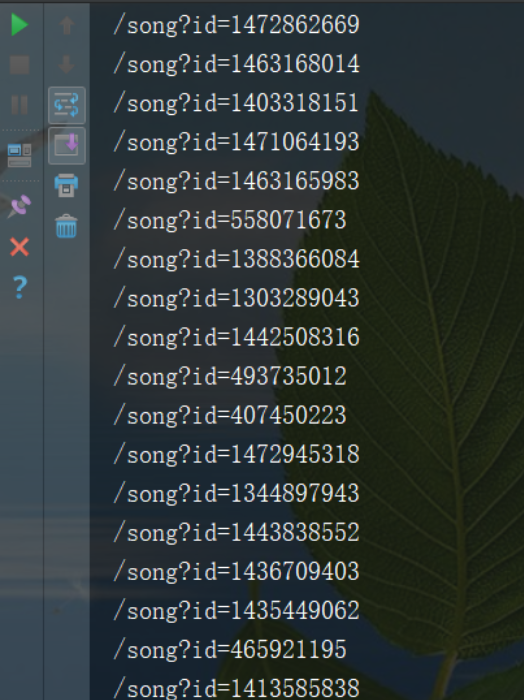 /song?id=1472862669
/song?id=1463168014
/song?id=1403318151
/song?id=1471064193
/song?id=1463165983
/song?id=558071673
/song?id=1388366084
/song?id=1303289043
/song?id=1442508316
/song?id=493735012
/song?id=407450223
/song?id=1472945318
/song?id=1344897943
/song?id=1443838552
/song?id=1436709403
/song?id=1435449062
/song?id=465921195
/song?id=1413585838